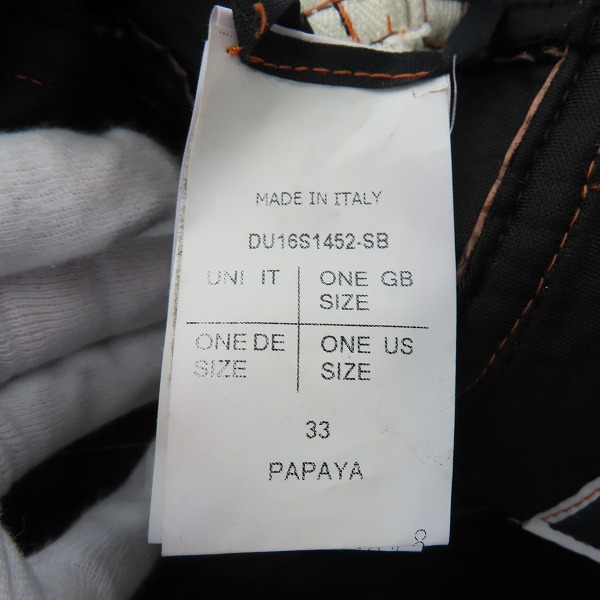 MADE IN ITALY
DU16S1452-SB
UNI IT
ONE SIZE GB
ONE SIZE DE
ONE SIZE US
33
PAPAYA